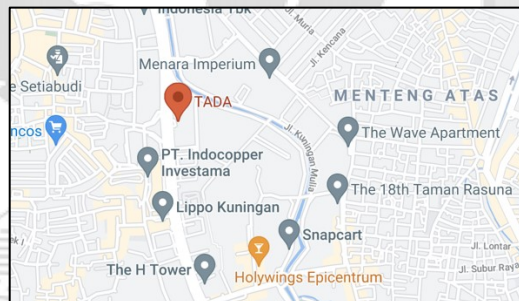 Indonesia Tbk
Jl. Muria
Jl. Kencana
Menara Imperium
e Setiabudi
TADA
MENTENG ATAS
ncos
Jl. Kuningan Mulia
The Wave Apartment
PT. Indocopper
Investama
The 18th Taman Rasuna
Lippo Kuningan
Snapcart
The H Tower
Holywings Epicentrum
Jl. Lontar
Jl. Subur Raya